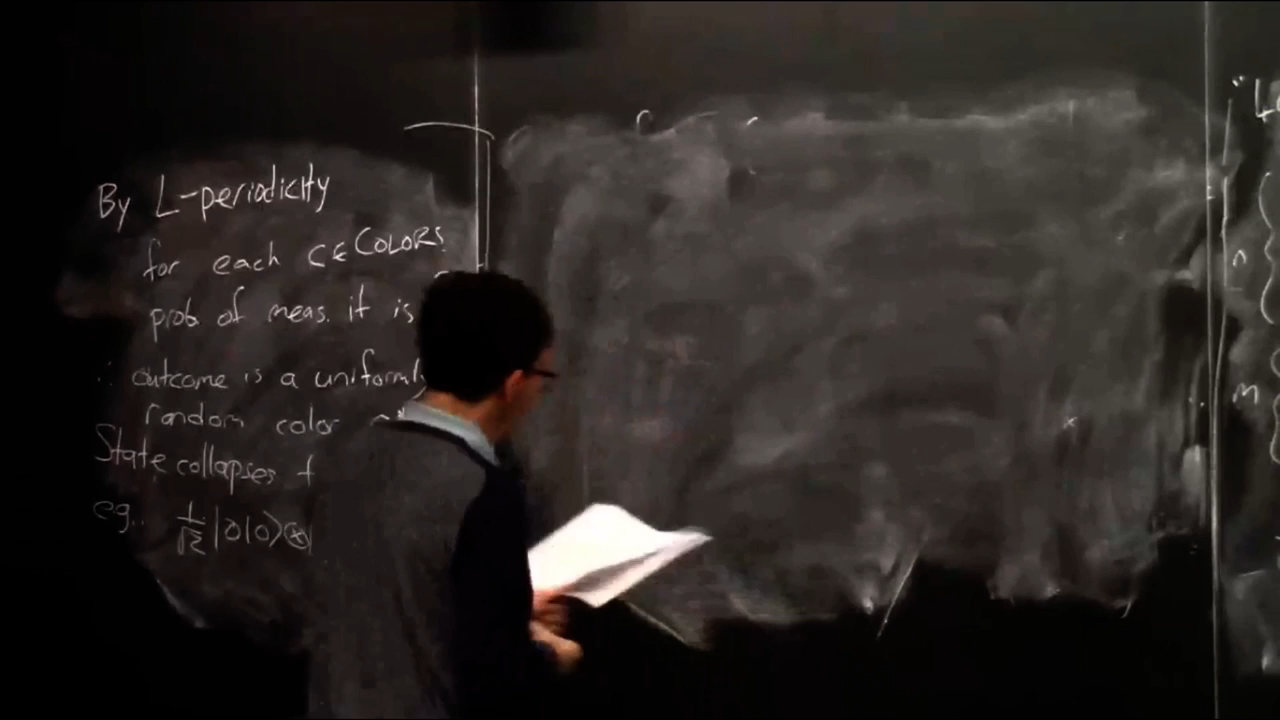 By L-periodicity
for each c ∈ COLORS
prob of meas. it is
∴ outcome is a uniformly
random color
State collapses t
e.g. 1/√2 |010⟩⊗|
"L
n
m